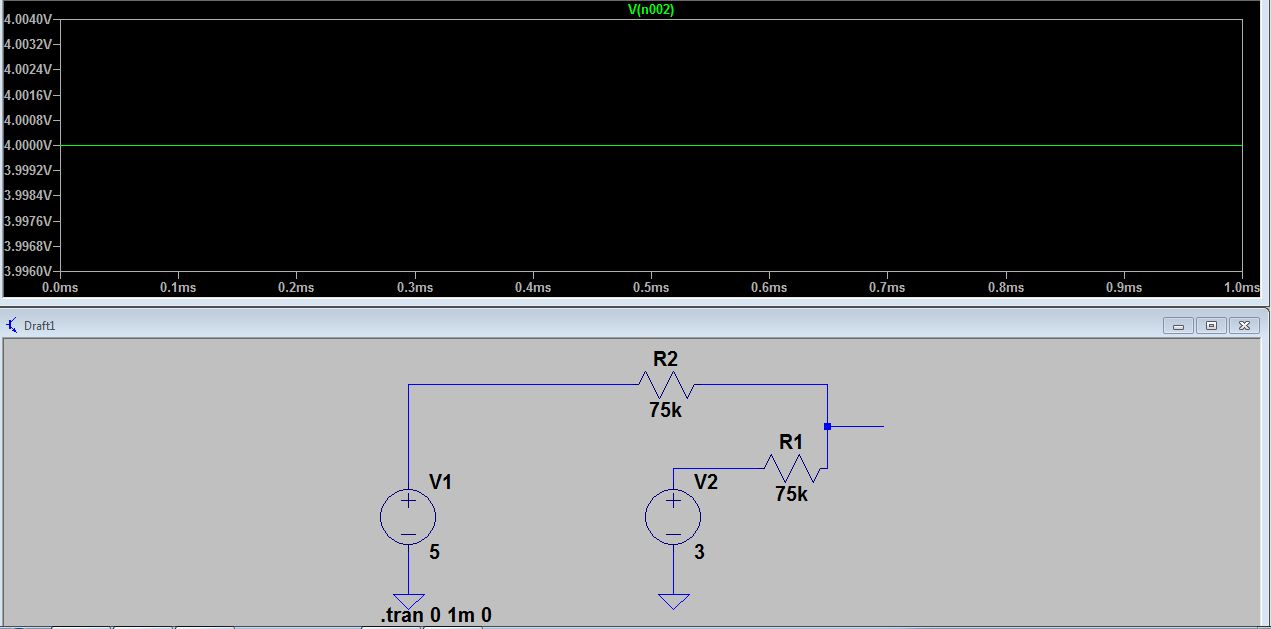 V(n002)
4.0040V
4.0032V
4.0024V
4.0016V
4.0008V
4.0000V
3.9992V
3.9984V
3.9976V
3.9968V
3.9960V
0.0ms 0.1ms 0.2ms 0.3ms 0.4ms 0.5ms 0.6ms 0.7ms 0.8ms 0.9ms 1.0ms
Draft1
R2
75k
R1
75k
V1
5
V2
3
.tran 0 1m 0